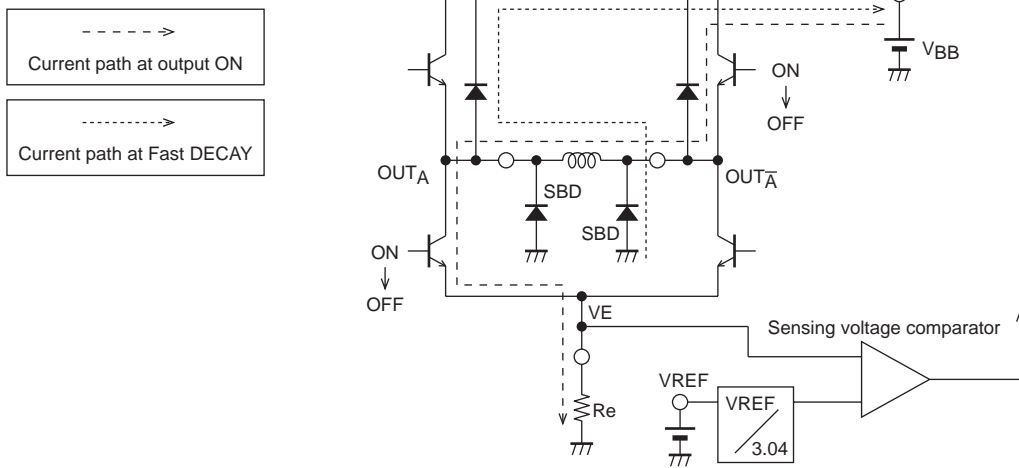 Current path at output ON
Current path at Fast DECAY
VBB
ON
OFF
OUTA
SBD
SBD
OUTA̅
ON
OFF
VE
Sensing voltage comparator
Re
VREF
VREF
3.04